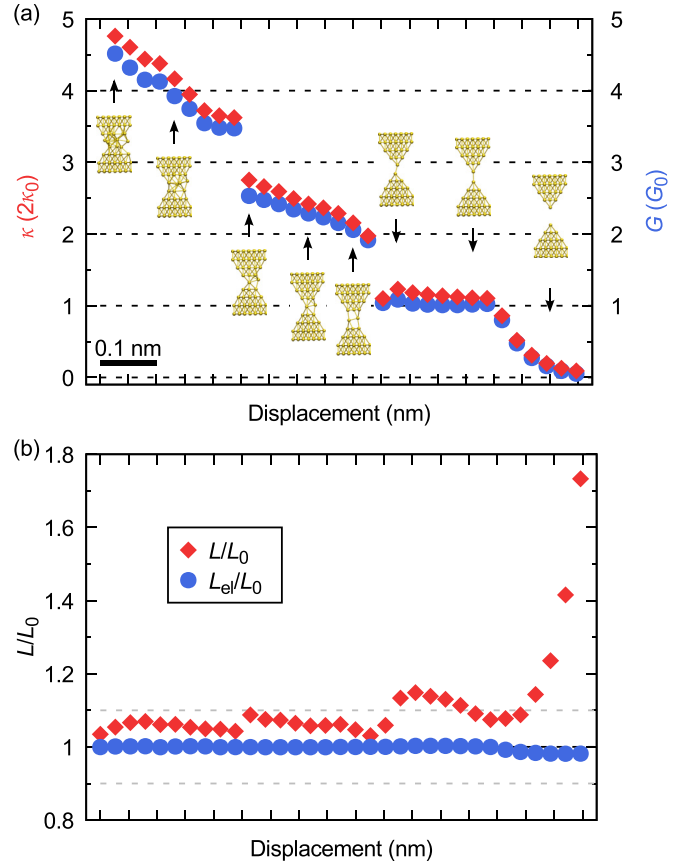 (a)
5
4
3
2
1
0
κ (2κ0)
5
4
3
2
1
0
G (G0)
0.1 nm
Displacement (nm)
(b)
1.8
1.6
1.4
1.2
1
0.8
L/L0
L/L0
Lel/L0
Displacement (nm)